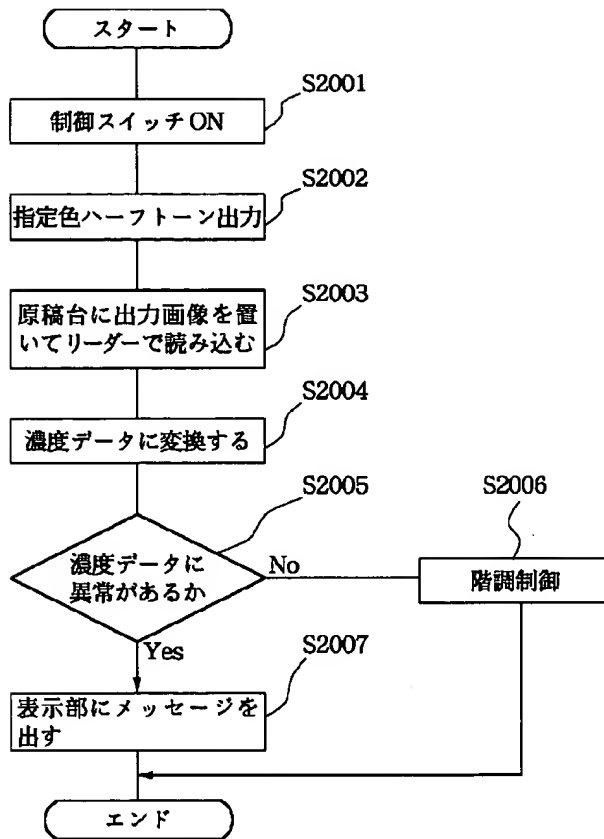 スタート
S2001
制御スイッチON
S2002
指定色ハーフトーン出力
S2003
原稿台に出力画像を置
いてリーダーで読み込む
S2004
濃度データに変換する
S2005
濃度データに
異常があるか
No
S2006
階調制御
Yes
S2007
表示部にメッセージを
出す
エンド